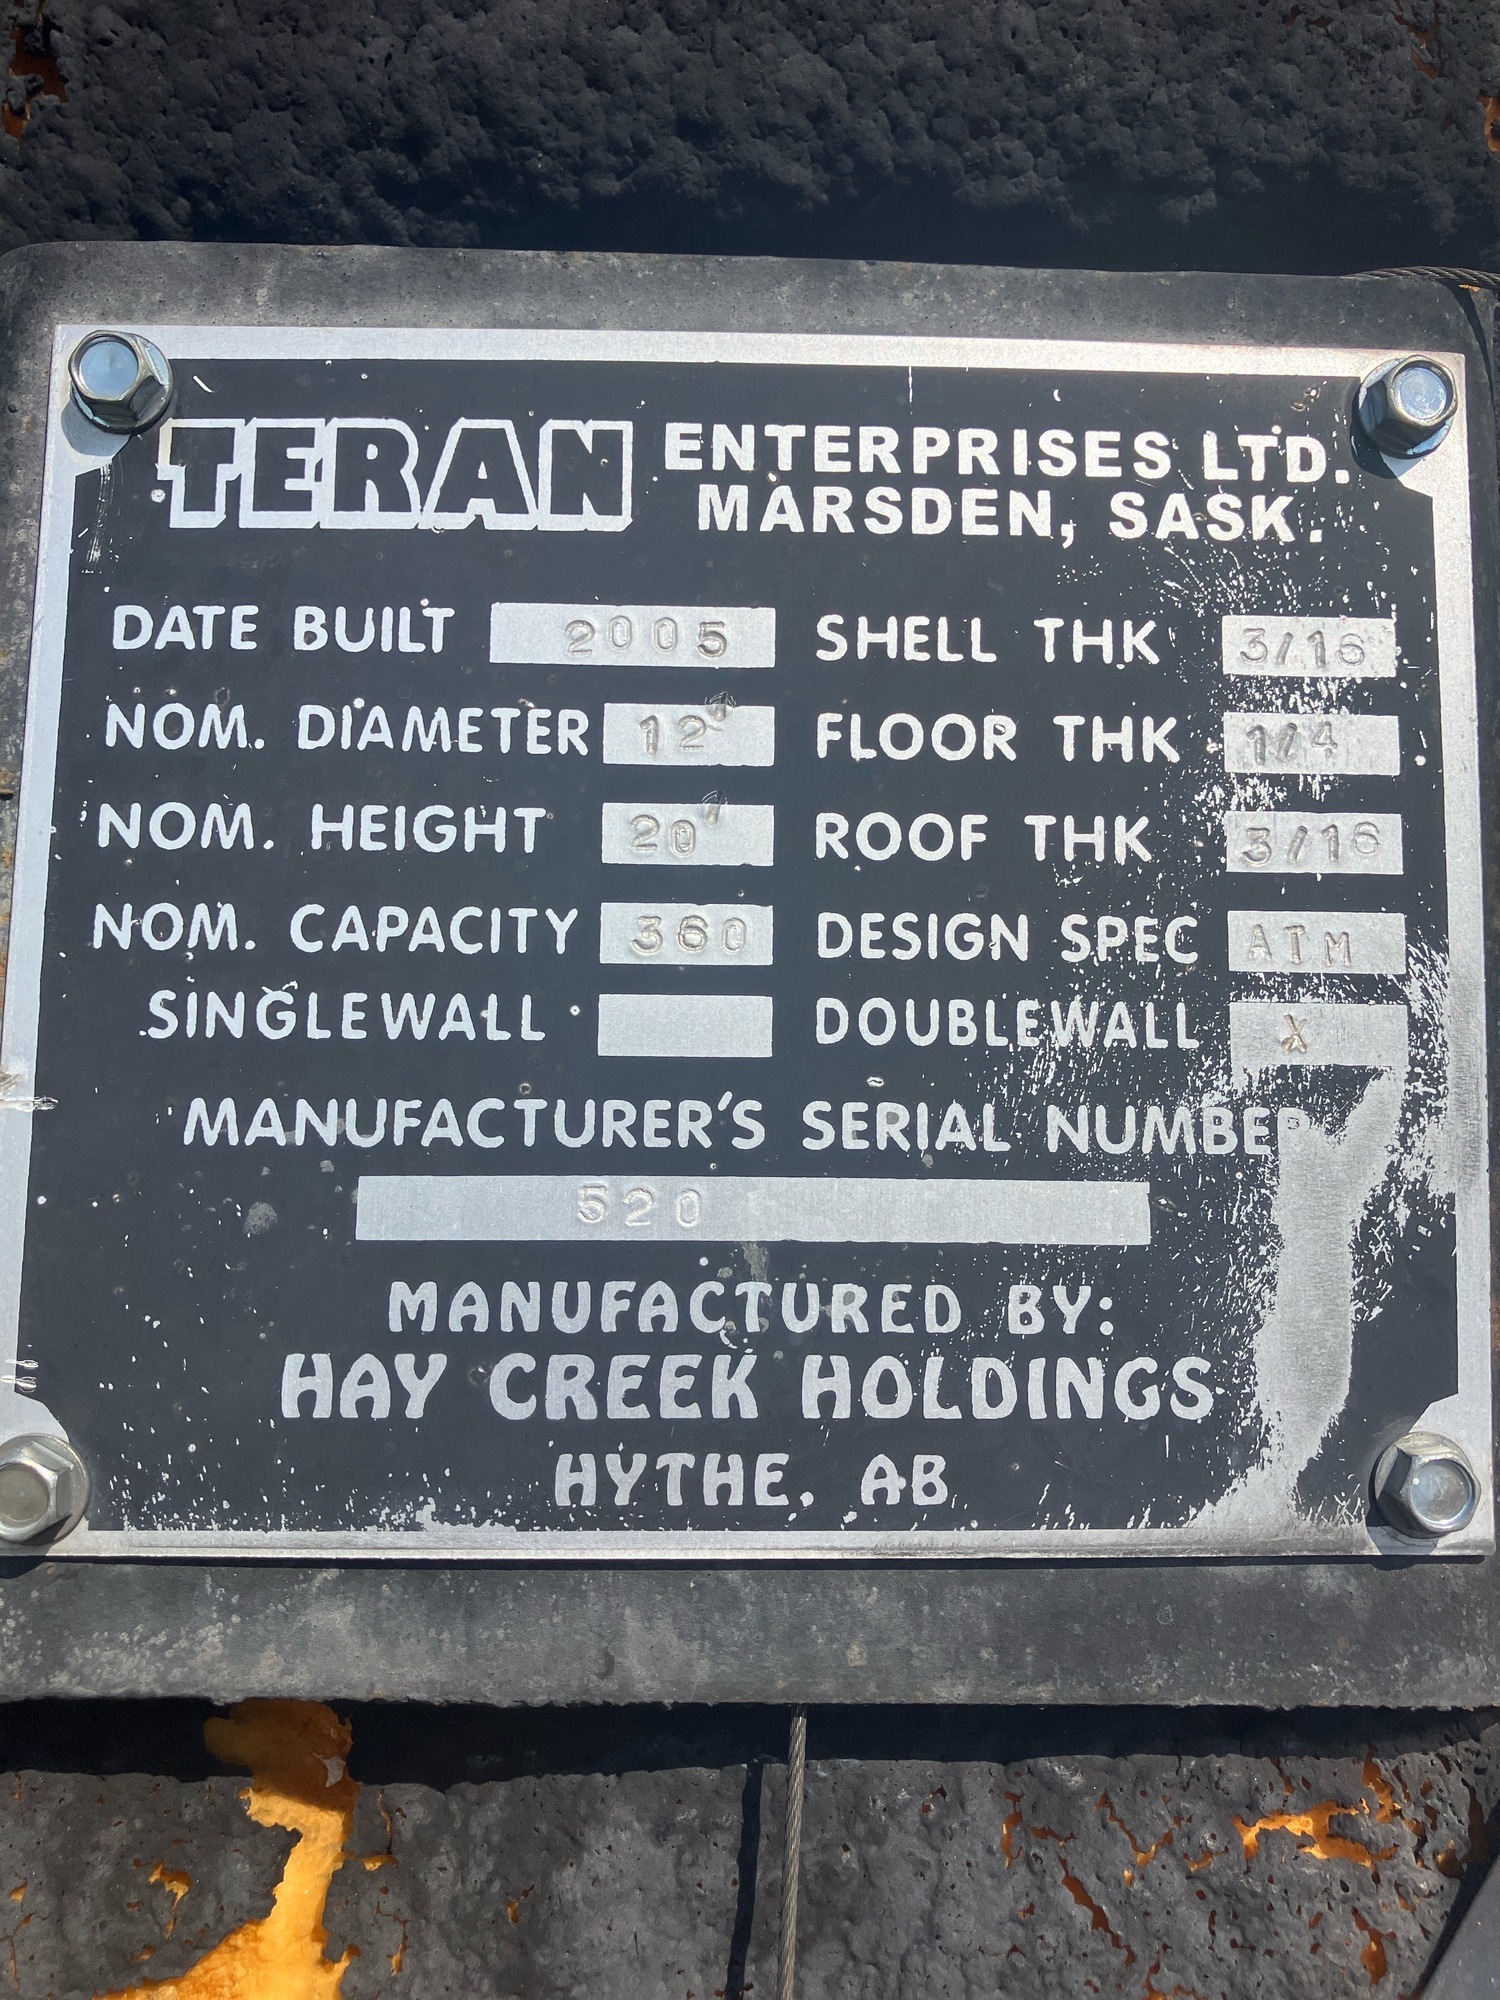 TERAN ENTERPRISES LTD.
MARSDEN, SASK.
DATE BUILT 2005 SHELL THK 3/16
NOM. DIAMETER 12' FLOOR THK 1/4
NOM. HEIGHT 20' ROOF THK 3/16
NOM. CAPACITY 360 DESIGN SPEC ATM
SINGLEWALL DOUBLEWALL X
MANUFACTURER'S SERIAL NUMBER
520
MANUFACTURED BY:
HAY CREEK HOLDINGS
HYTHE, AB